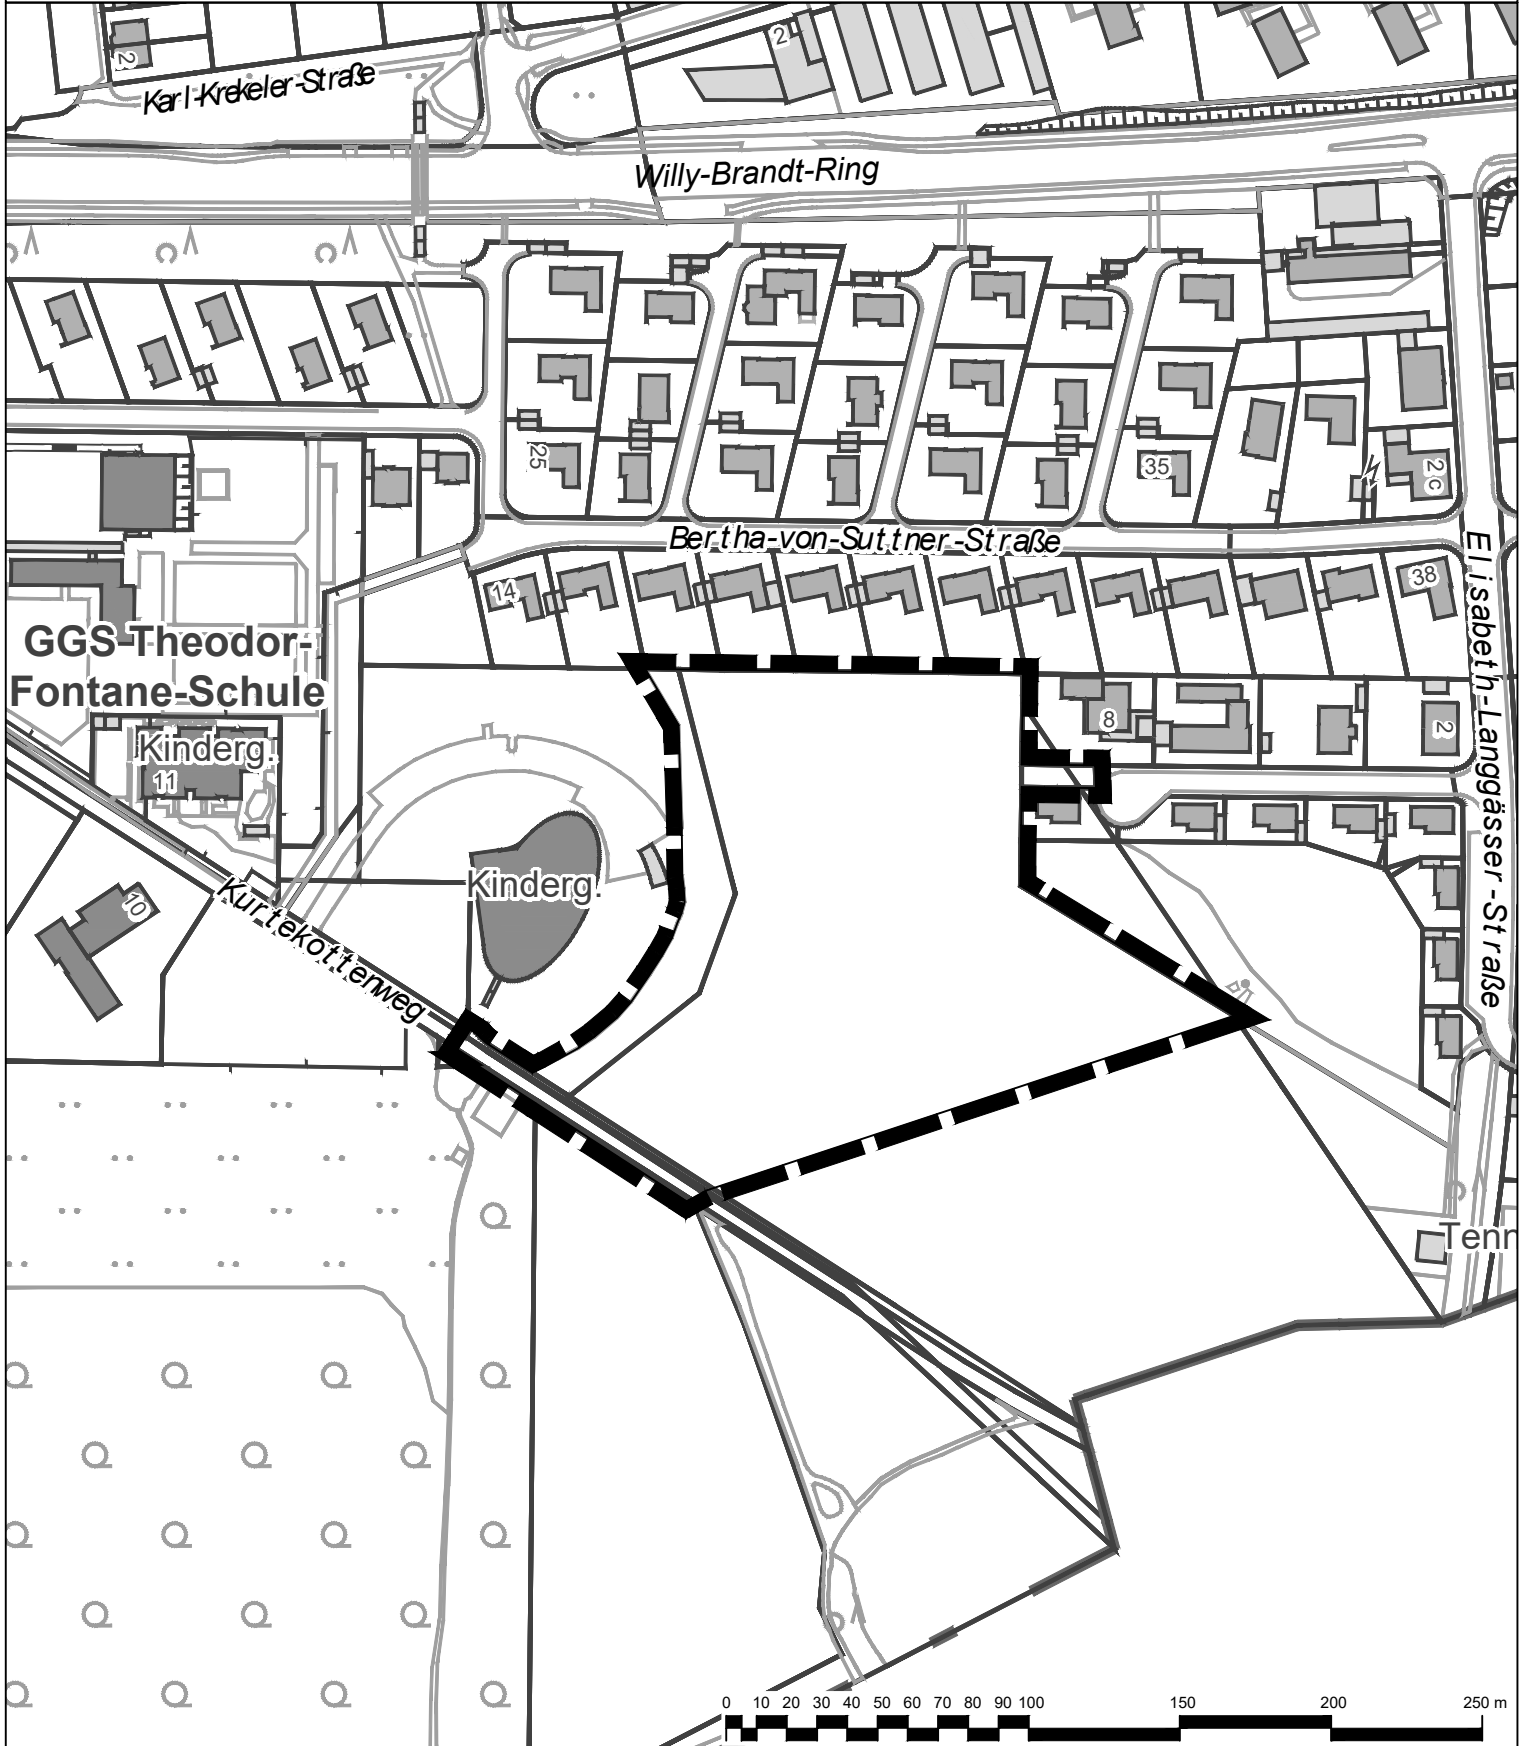 2
2
Karl-Krekeler-Straße
Willy-Brandt-Ring
25
35
2 c
Bertha-von-Suttner-Straße
14
38
Elisabeth-Langgässer-Straße
GGS Theodor-
Fontane-Schule
8
2
Kinderg.
11
Kinderg.
10
Kurtekottenweg
Tenn
0 10 20 30 40 50 60 70 80 90 100 150 200 250 m